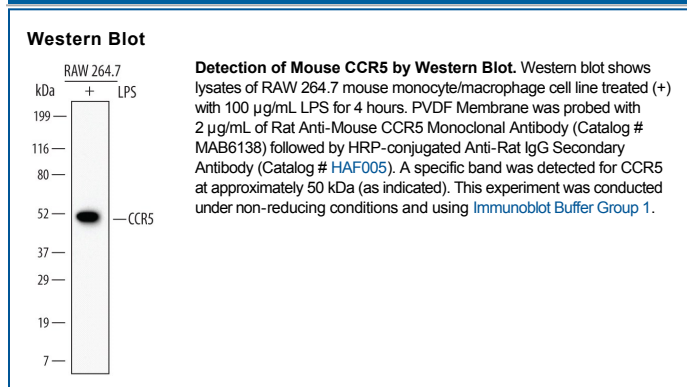 Western Blot
RAW 264.7
kDa + LPS
199
116
80
52
CCR5
37
29
19
7
Detection of Mouse CCR5 by Western Blot. Western blot shows
lysates of RAW 264.7 mouse monocyte/macrophage cell line treated (+)
with 100 µg/mL LPS for 4 hours. PVDF Membrane was probed with
2 µg/mL of Rat Anti-Mouse CCR5 Monoclonal Antibody (Catalog #
MAB6138) followed by HRP-conjugated Anti-Rat IgG Secondary
Antibody (Catalog # HAF005). A specific band was detected for CCR5
at approximately 50 kDa (as indicated). This experiment was conducted
under non-reducing conditions and using Immunoblot Buffer Group 1.